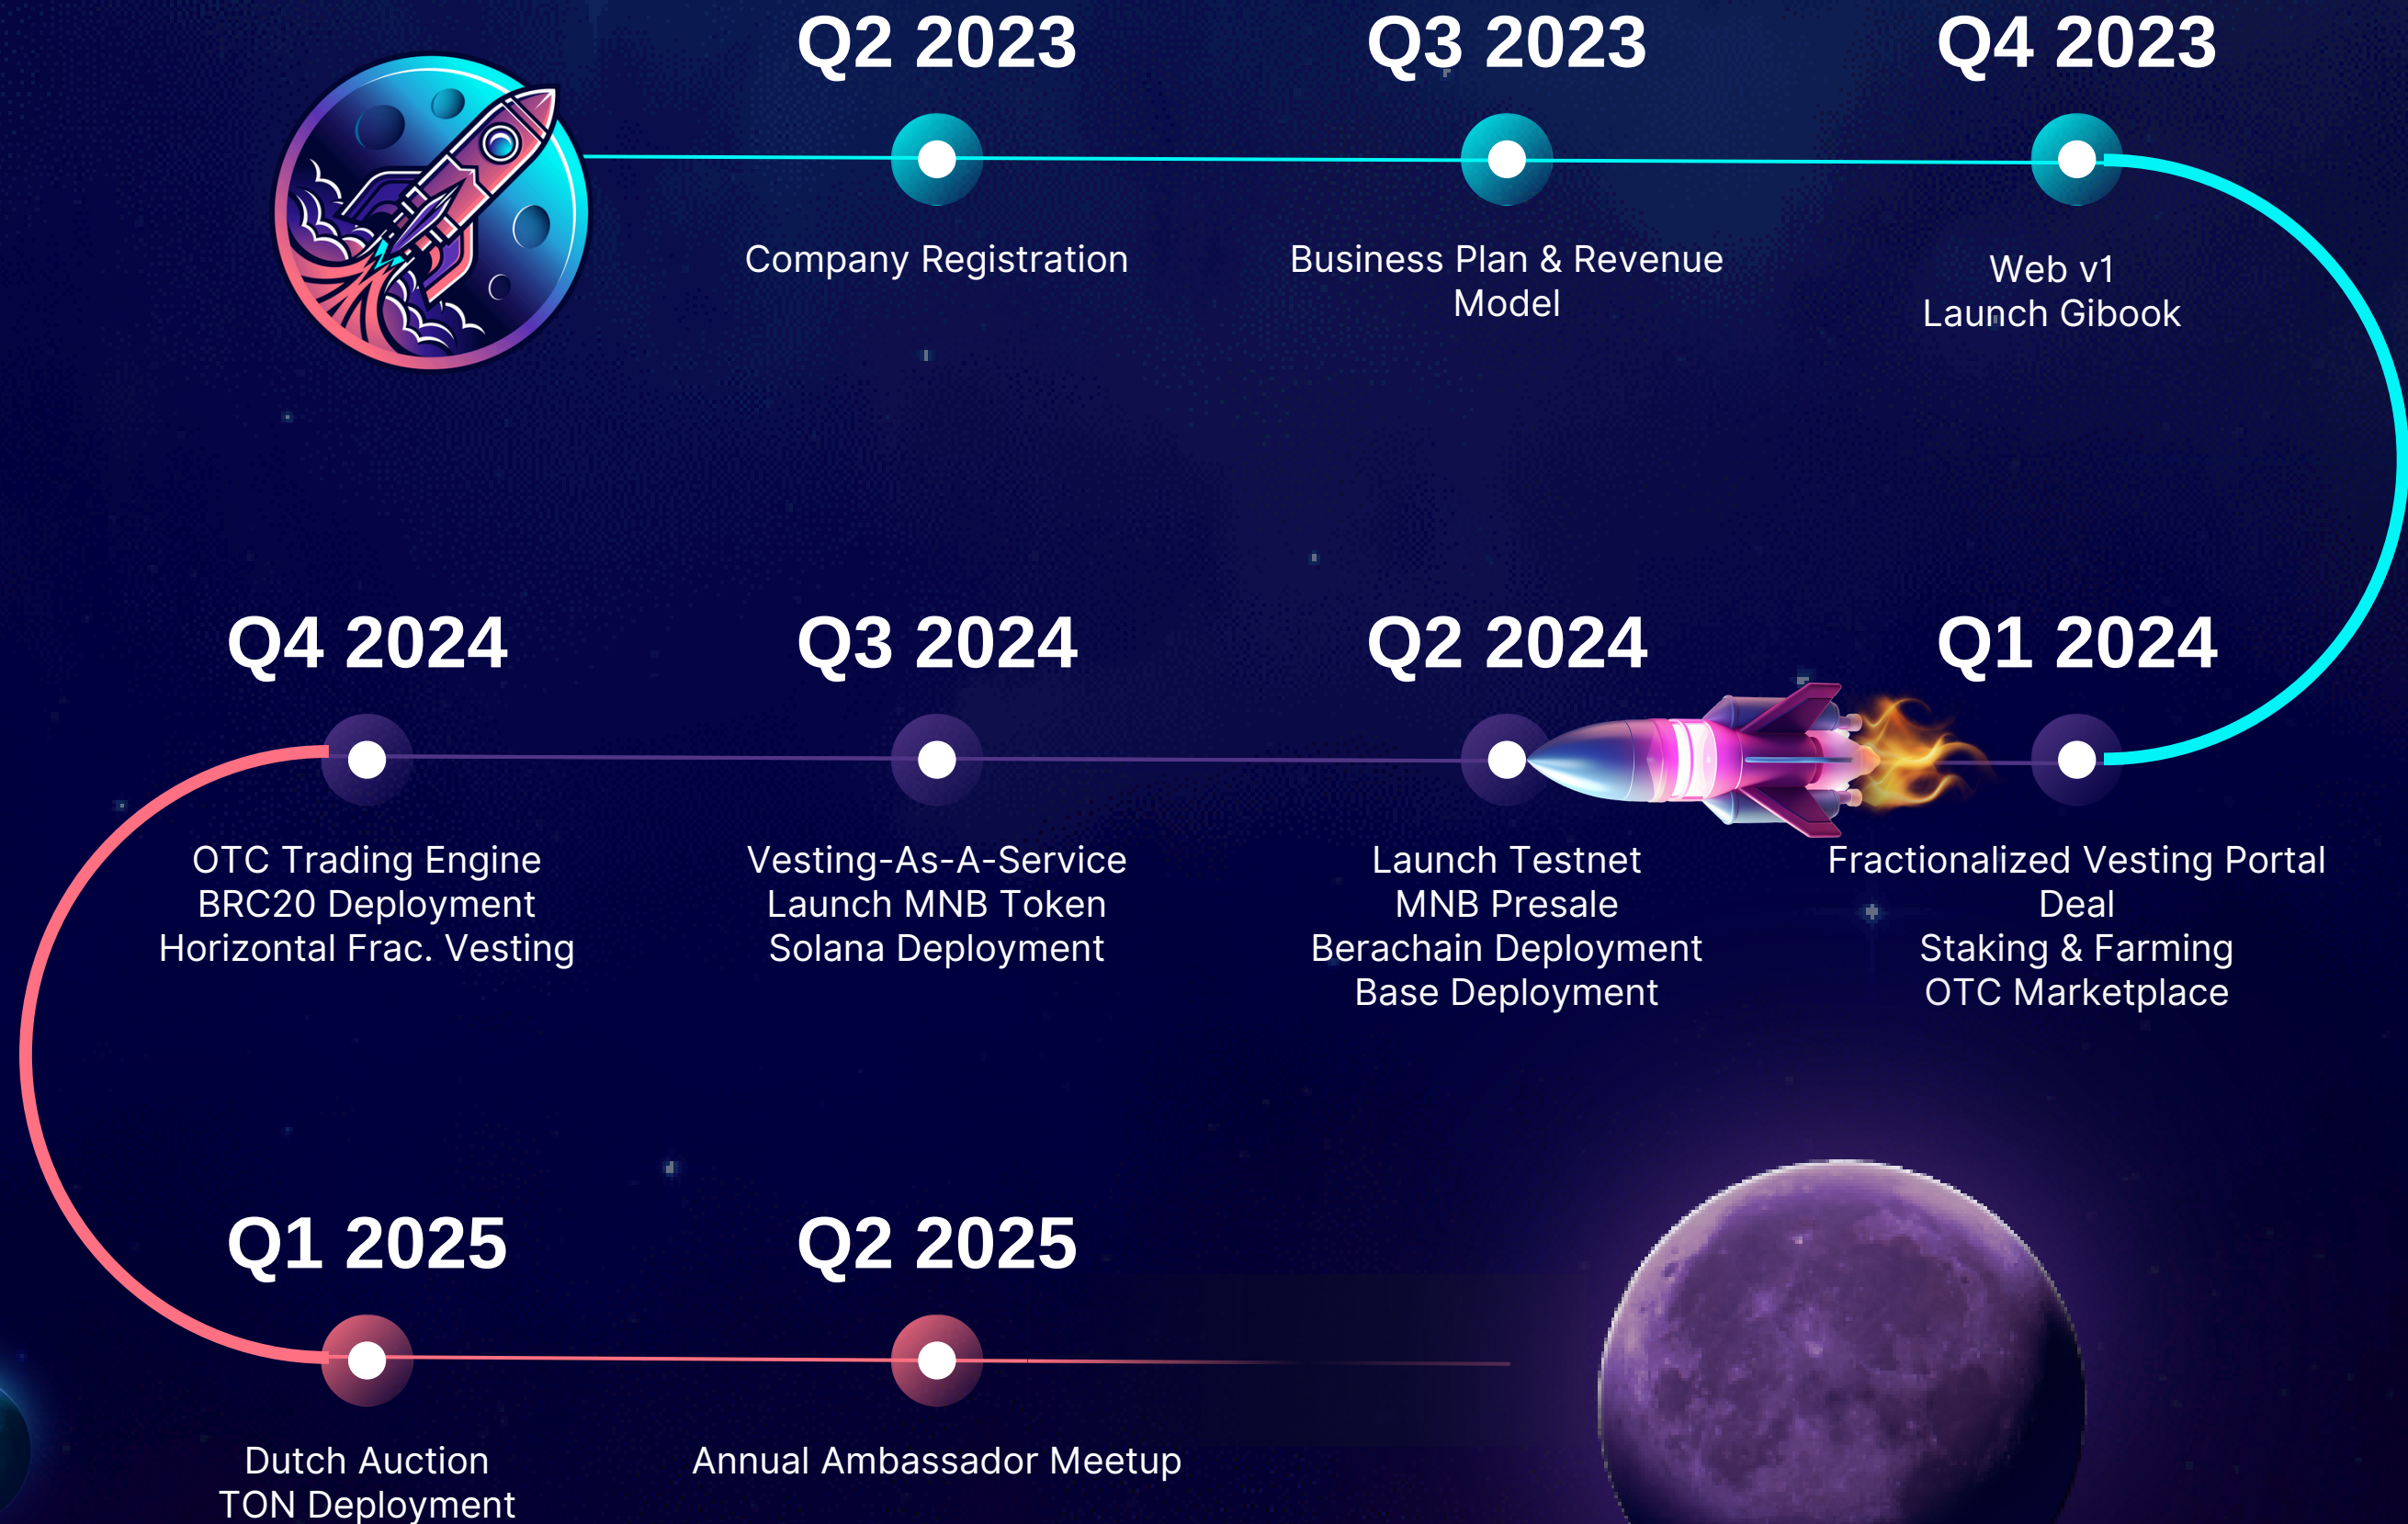 Q2 2023
Company Registration
Q3 2023
Business Plan & Revenue
Model
Q4 2023
Web v1
Launch Gibook
Q1 2024
Fractionalized Vesting Portal
Deal
Staking & Farming
OTC Marketplace
Q2 2024
Launch Testnet
MNB Presale
Berachain Deployment
Base Deployment
Q3 2024
Vesting-As-A-Service
Launch MNB Token
Solana Deployment
Q4 2024
OTC Trading Engine
BRC20 Deployment
Horizontal Frac. Vesting
Q1 2025
Dutch Auction
TON Deployment
Q2 2025
Annual Ambassador Meetup